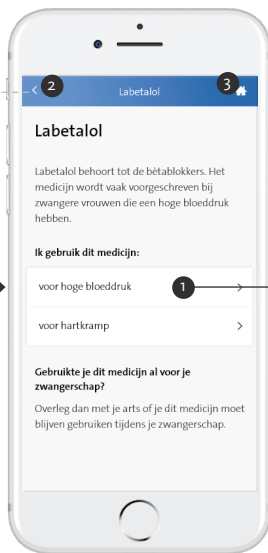 2
Labetalol
3
Labetalol
Labetalol behoort tot de bètablokkers. Het
medicijn wordt vaak voorgeschreven bij
zwangere vrouwen die een hoge bloeddruk
hebben.
Ik gebruik dit medicijn:
voor hoge bloeddruk
1
voor hartkramp
Gebruikte je dit medicijn al voor je
zwangerschap?
Overleg dan met je arts of je dit medicijn moet
blijven gebruiken tijdens je zwangerschap.